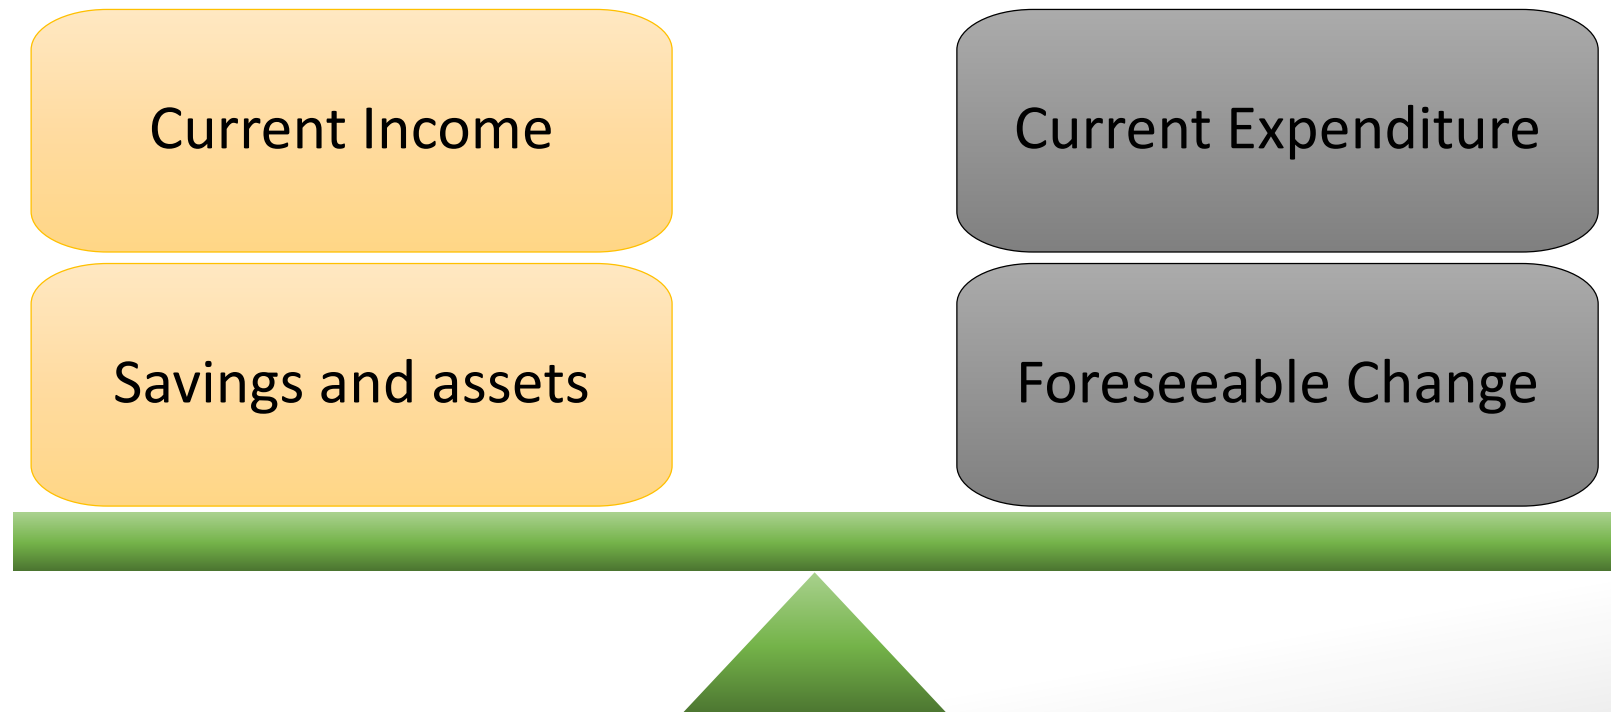 Current Income
Current Expenditure
Savings and assets
Foreseeable Change